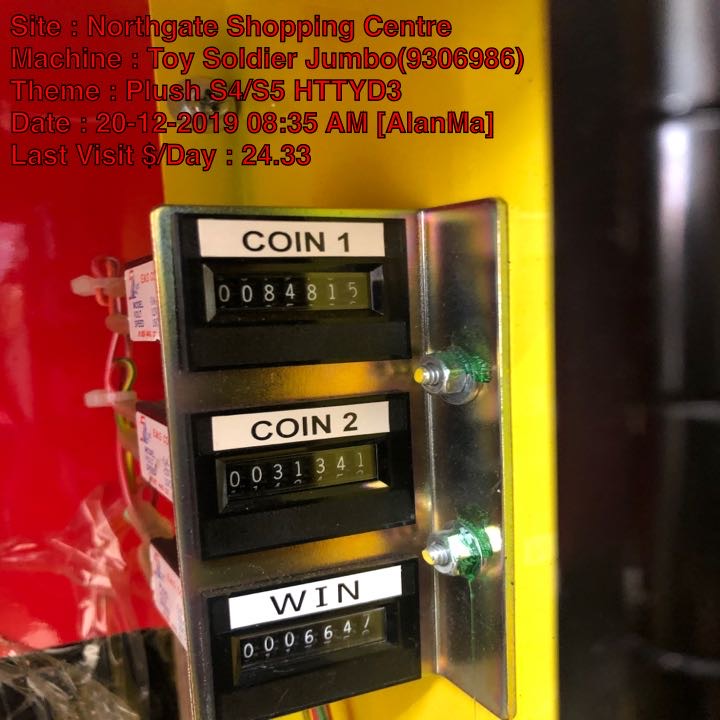 Site : Northgate Shopping Centre
Machine : Toy Soldier Jumbo(9306986)
Theme : Plush S4/S5 HTTYD3
Date : 20-12-2019 08:35 AM [AlanMa]
Last Visit $/Day : 24.33
COIN 1
0084815
COIN 2
0031341
WIN
0006647